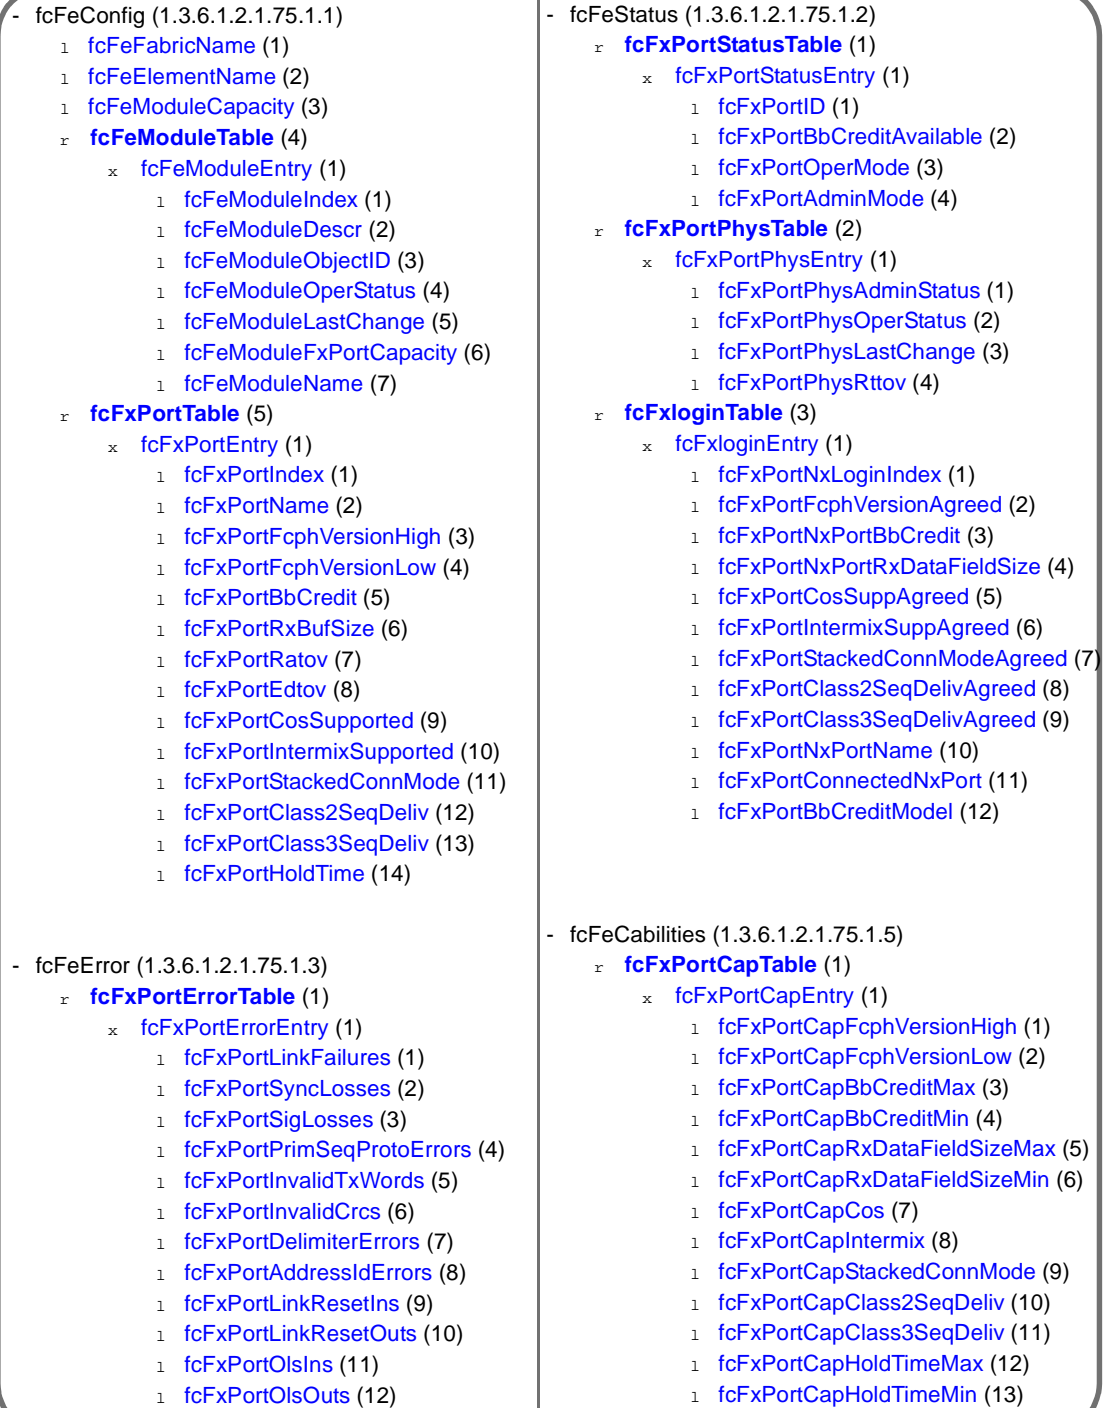 - fcFeConfig (1.3.6.1.2.1.75.1.1)
l fcFeFabricName (1)
l fcFeElementName (2)
l fcFeModuleCapacity (3)
r fcFeModuleTable (4)
x fcFeModuleEntry (1)
l fcFeModuleIndex (1)
l fcFeModuleDescr (2)
l fcFeModuleObjectID (3)
l fcFeModuleOperStatus (4)
l fcFeModuleLastChange (5)
l fcFeModuleFxPortCapacity (6)
l fcFeModuleName (7)
r fcFxPortTable (5)
x fcFxPortEntry (1)
l fcFxPortIndex (1)
l fcFxPortName (2)
l fcFxPortFcphVersionHigh (3)
l fcFxPortFcphVersionLow (4)
l fcFxPortBbCredit (5)
l fcFxPortRxBufSize (6)
l fcFxPortRatov (7)
l fcFxPortEdtov (8)
l fcFxPortCosSupported (9)
l fcFxPortIntermixSupported (10)
l fcFxPortStackedConnMode (11)
l fcFxPortClass2SeqDeliv (12)
l fcFxPortClass3SeqDeliv (13)
l fcFxPortHoldTime (14)
- fcFeError (1.3.6.1.2.1.75.1.3)
r fcFxPortErrorTable (1)
x fcFxPortErrorEntry (1)
l fcFxPortLinkFailures (1)
l fcFxPortSyncLosses (2)
l fcFxPortSigLosses (3)
l fcFxPortPrimSeqProtoErrors (4)
l fcFxPortInvalidTxWords (5)
l fcFxPortInvalidCrcs (6)
l fcFxPortDelimiterErrors (7)
l fcFxPortAddressIdErrors (8)
l fcFxPortLinkResetIns (9)
l fcFxPortLinkResetOuts (10)
l fcFxPortOlsIns (11)
l fcFxPortOlsOuts (12)
- fcFeStatus (1.3.6.1.2.1.75.1.2)
r fcFxPortStatusTable (1)
x fcFxPortStatusEntry (1)
l fcFxPortID (1)
l fcFxPortBbCreditAvailable (2)
l fcFxPortOperMode (3)
l fcFxPortAdminMode (4)
r fcFxPortPhysTable (2)
x fcFxPortPhysEntry (1)
l fcFxPortPhysAdminStatus (1)
l fcFxPortPhysOperStatus (2)
l fcFxPortPhysLastChange (3)
l fcFxPortPhysRttov (4)
r fcFxloginTable (3)
x fcFxloginEntry (1)
l fcFxPortNxLoginIndex (1)
l fcFxPortFcphVersionAgreed (2)
l fcFxPortNxPortBbCredit (3)
l fcFxPortNxPortRxDataFieldSize (4)
l fcFxPortCosSuppAgreed (5)
l fcFxPortIntermixSuppAgreed (6)
l fcFxPortStackedConnModeAgreed (7)
l fcFxPortClass2SeqDelivAgreed (8)
l fcFxPortClass3SeqDelivAgreed (9)
l fcFxPortNxPortName (10)
l fcFxPortConnectedNxPort (11)
l fcFxPortBbCreditModel (12)
- fcFeCabilities (1.3.6.1.2.1.75.1.5)
r fcFxPortCapTable (1)
x fcFxPortCapEntry (1)
l fcFxPortCapFcphVersionHigh (1)
l fcFxPortCapFcphVersionLow (2)
l fcFxPortCapBbCreditMax (3)
l fcFxPortCapBbCreditMin (4)
l fcFxPortCapRxDataFieldSizeMax (5)
l fcFxPortCapRxDataFieldSizeMin (6)
l fcFxPortCapCos (7)
l fcFxPortCapIntermix (8)
l fcFxPortCapStackedConnMode (9)
l fcFxPortCapClass2SeqDeliv (10)
l fcFxPortCapClass3SeqDeliv (11)
l fcFxPortCapHoldTimeMax (12)
l fcFxPortCapHoldTimeMin (13)